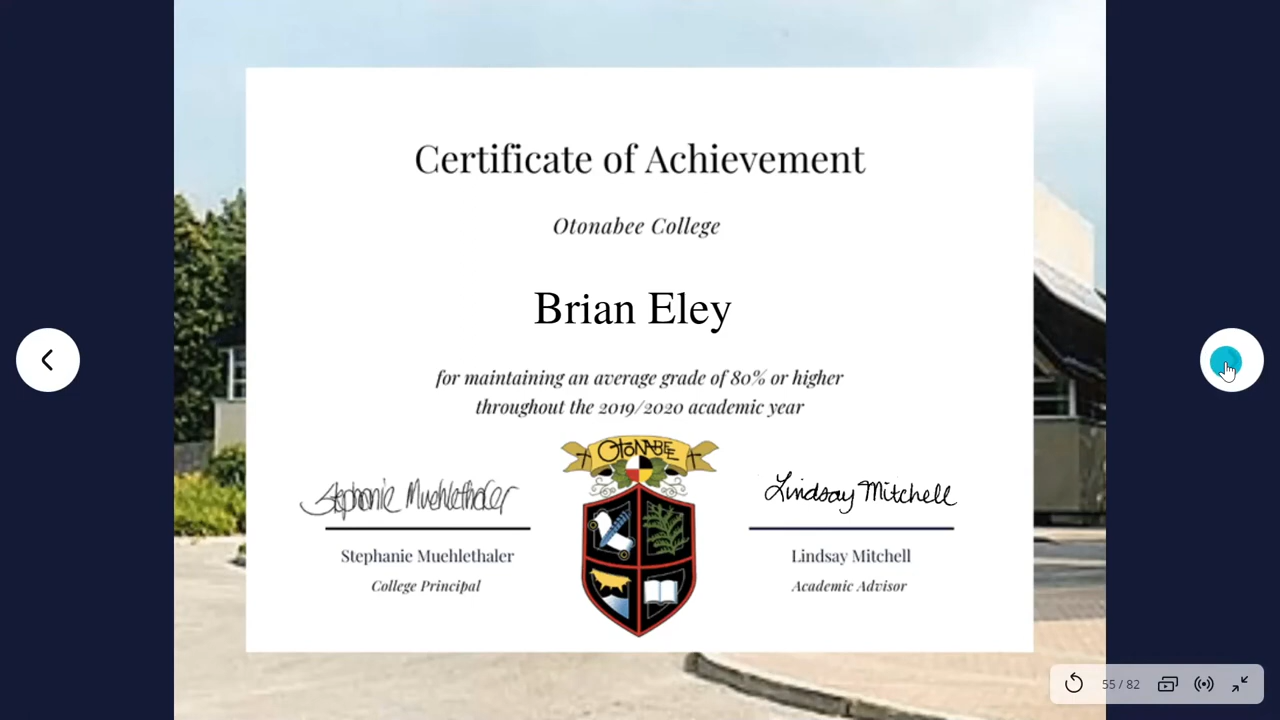 Certificate of Achievement
Otonabee College
Brian Eley
for maintaining an average grade of 80% or higher
throughout the 2019/2020 academic year
OtoNABEE
Stephanie Muehlethaler
Lindsay Mitchell
Stephanie Muehlethaler
Lindsay Mitchell
College Principal
Academic Advisor
55 / 82